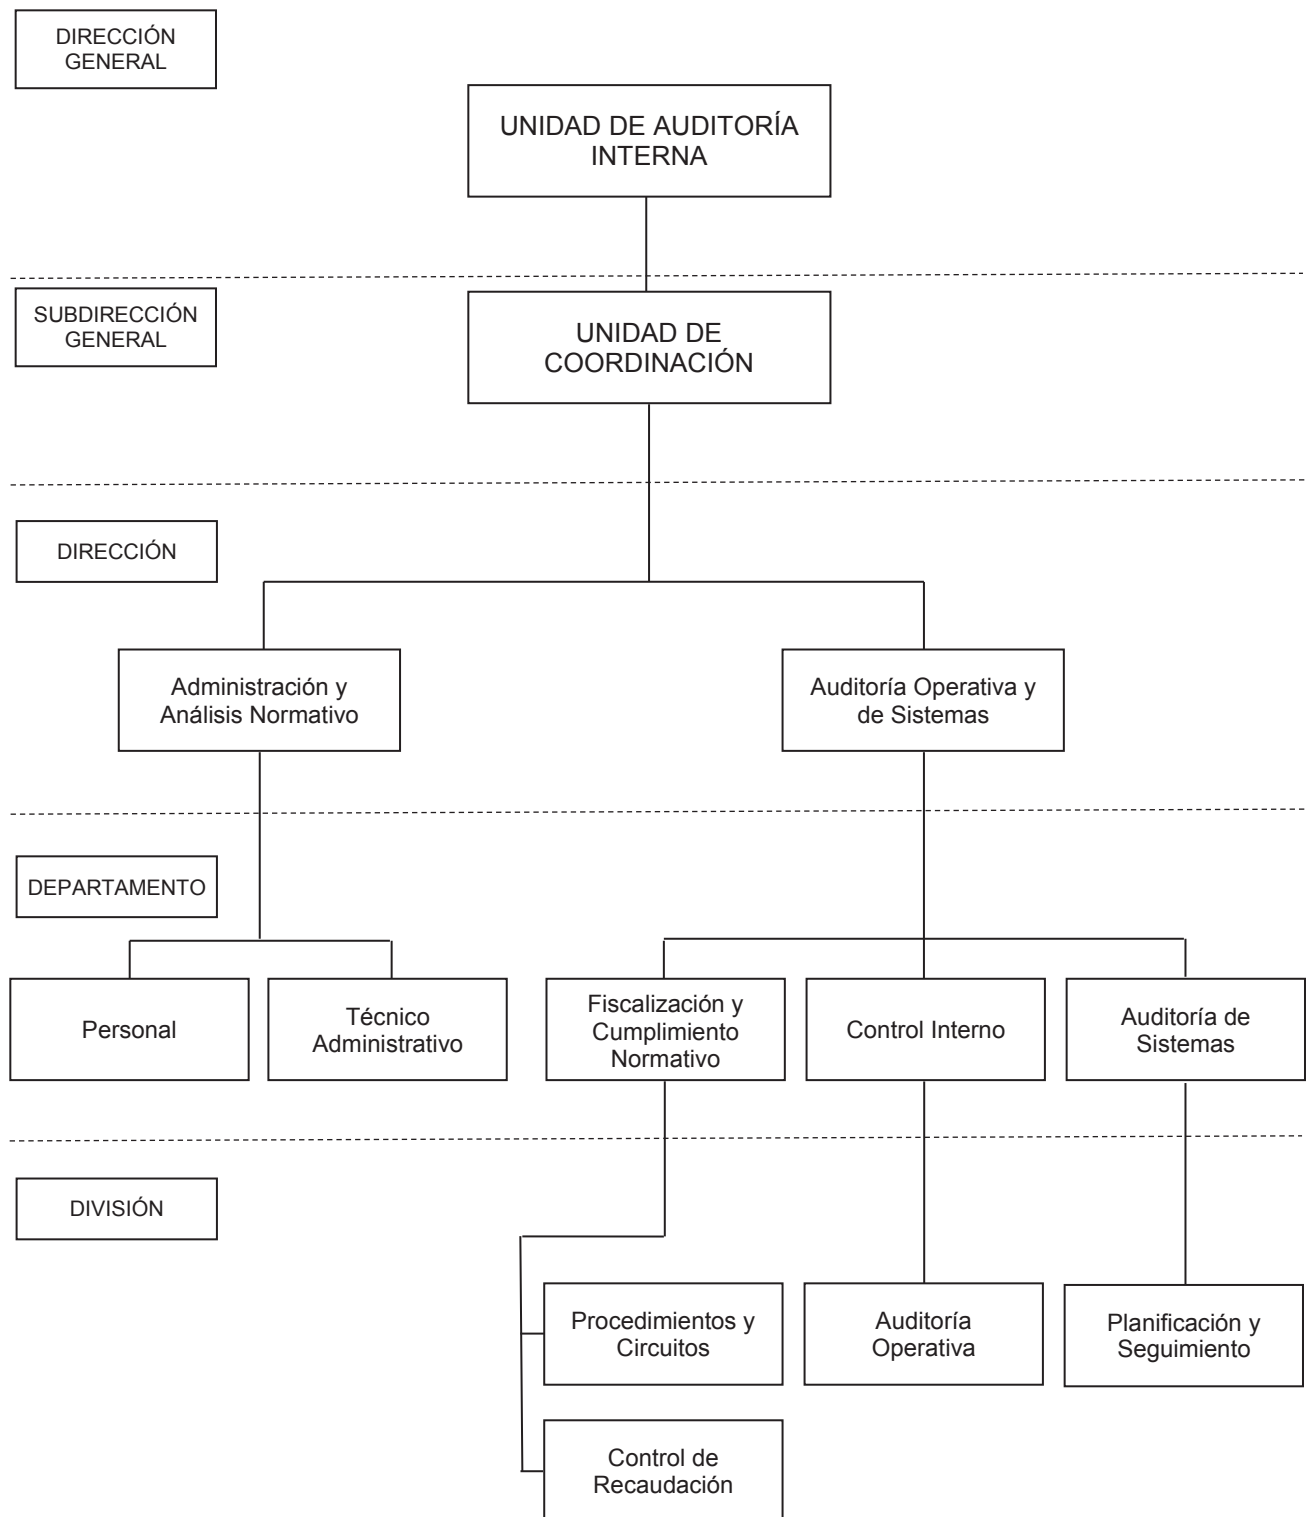 DIRECCIÓN
GENERAL
UNIDAD DE AUDITORÍA
INTERNA
SUBDIRECCIÓN
GENERAL
UNIDAD DE
COORDINACIÓN
DIRECCIÓN
Administración y
Análisis Normativo
Auditoría Operativa y
de Sistemas
DEPARTAMENTO
Personal
Técnico
Administrativo
Fiscalización y
Cumplimiento
Normativo
Control Interno
Auditoría de
Sistemas
DIVISIÓN
Procedimientos y
Circuitos
Auditoría
Operativa
Planificación y
Seguimiento
Control de
Recaudación